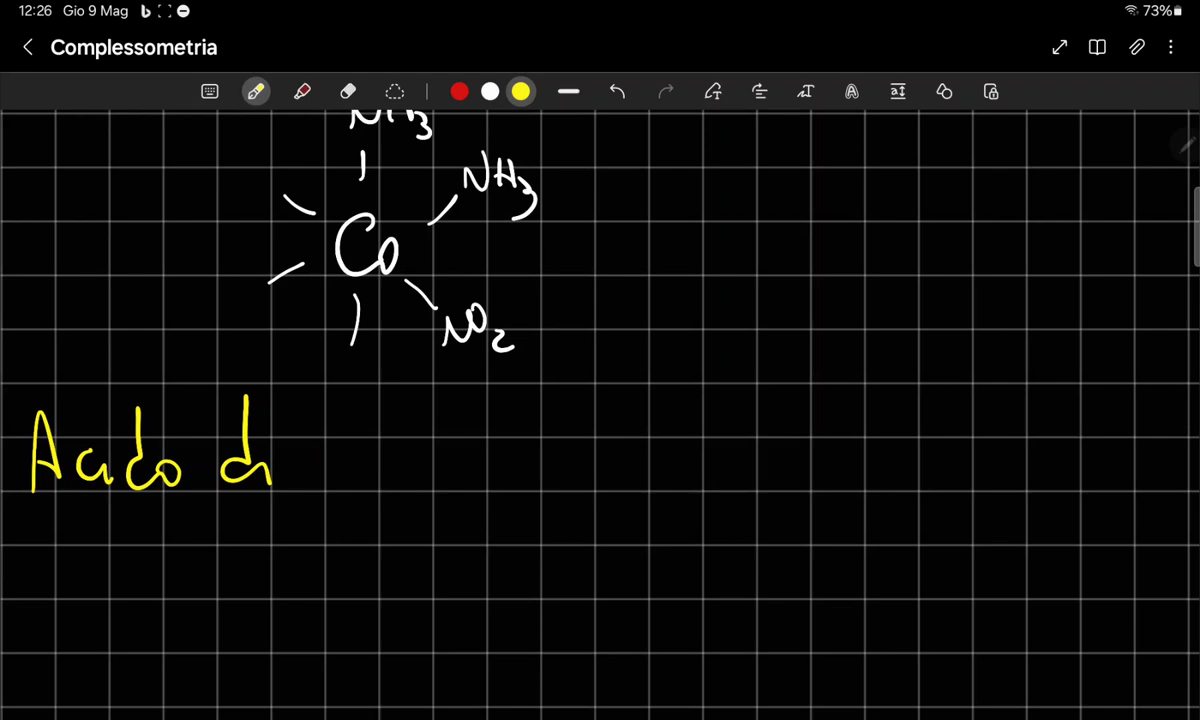 12:26 Gio 9 Mag 73%
Complessometria
NH3
NH3
Co
NO2
Acido di